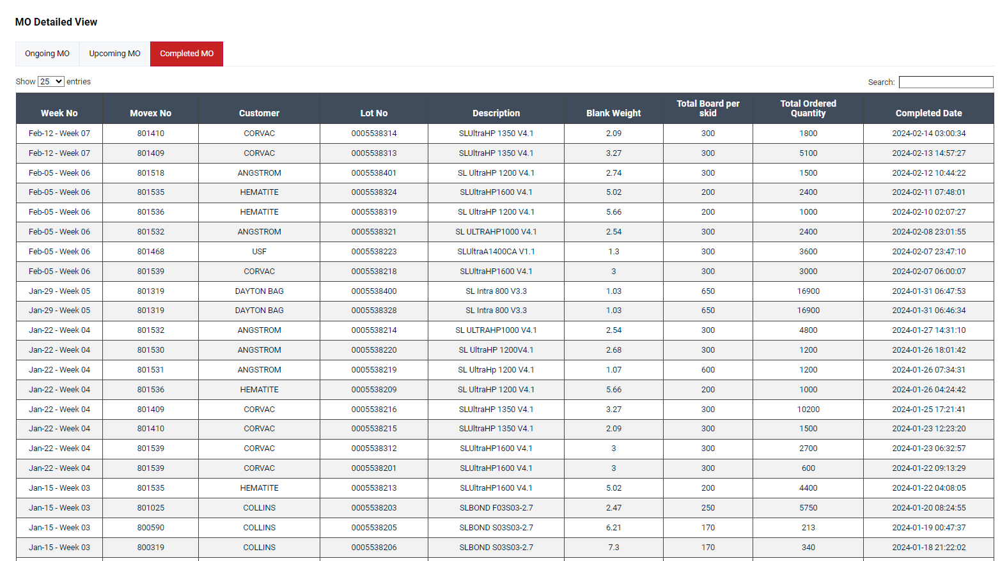 MO Detailed View
Ongoing MO Upcoming MO Completed MO
Show 25 entries Search:
Week No Movex No Customer Lot No Description Blank Weight Total Board per skid Total Ordered Quantity Completed Date
Feb-12 - Week 07 801410 CORVAC 0005538314 SLUltraHP 1350 V4.1 2.09 300 1800 2024-02-14 03:00:34
Feb-12 - Week 07 801409 CORVAC 0005538313 SLUltraHP 1350 V4.1 3.27 300 5100 2024-02-13 14:57:27
Feb-05 - Week 06 801518 ANGSTROM 0005538401 SL UltraHP 1200 V4.1 2.74 300 1500 2024-02-12 10:44:22
Feb-05 - Week 06 801535 HEMATITE 0005538324 SLUltraHP1600 V4.1 5.02 200 2400 2024-02-11 07:48:01
Feb-05 - Week 06 801536 HEMATITE 0005538319 SL UltraHP 1200 V4.1 5.66 200 1000 2024-02-10 02:07:27
Feb-05 - Week 06 801532 ANGSTROM 0005538321 SL ULTRAHP1000 V4.1 2.54 300 2400 2024-02-08 23:01:55
Feb-05 - Week 06 801468 USF 0005538223 SLUltraA1400CA V1.1 1.3 300 3600 2024-02-07 23:47:10
Feb-05 - Week 06 801539 CORVAC 0005538218 SLUltraHP1600 V4.1 3 300 3000 2024-02-07 06:00:07
Jan-29 - Week 05 801319 DAYTON BAG 0005538400 SL Intra 800 V3.3 1.03 650 16900 2024-01-31 06:47:53
Jan-29 - Week 05 801319 DAYTON BAG 0005538328 SL Intra 800 V3.3 1.03 650 16900 2024-01-31 06:46:34
Jan-22 - Week 04 801532 ANGSTROM 0005538214 SL ULTRAHP1000 V4.1 2.54 300 4800 2024-01-27 14:31:10
Jan-22 - Week 04 801530 ANGSTROM 0005538220 SL UltraHP 1200V4.1 2.68 300 1200 2024-01-26 18:01:42
Jan-22 - Week 04 801531 ANGSTROM 0005538219 SL UltraHp 1200 V4.1 1.07 600 1200 2024-01-26 07:34:31
Jan-22 - Week 04 801536 HEMATITE 0005538209 SL UltraHP 1200 V4.1 5.66 200 1000 2024-01-26 04:24:42
Jan-22 - Week 04 801409 CORVAC 0005538216 SLUltraHP 1350 V4.1 3.27 300 10200 2024-01-25 17:21:41
Jan-22 - Week 04 801410 CORVAC 0005538215 SLUltraHP 1350 V4.1 2.09 300 1500 2024-01-23 12:23:20
Jan-22 - Week 04 801539 CORVAC 0005538312 SLUltraHP1600 V4.1 3 300 2700 2024-01-23 06:32:57
Jan-22 - Week 04 801539 CORVAC 0005538201 SLUltraHP1600 V4.1 3 300 600 2024-01-22 09:13:29
Jan-15 - Week 03 801535 HEMATITE 0005538213 SLUltraHP1600 V4.1 5.02 200 4400 2024-01-22 04:08:05
Jan-15 - Week 03 801025 COLLINS 0005538203 SLBOND F03S03-2.7 2.47 250 5750 2024-01-20 08:24:55
Jan-15 - Week 03 800590 COLLINS 0005538205 SLBOND S03S03-2.7 6.21 170 213 2024-01-19 00:47:37
Jan-15 - Week 03 800319 COLLINS 0005538206 SLBOND S03S03-2.7 7.3 170 340 2024-01-18 21:22:02